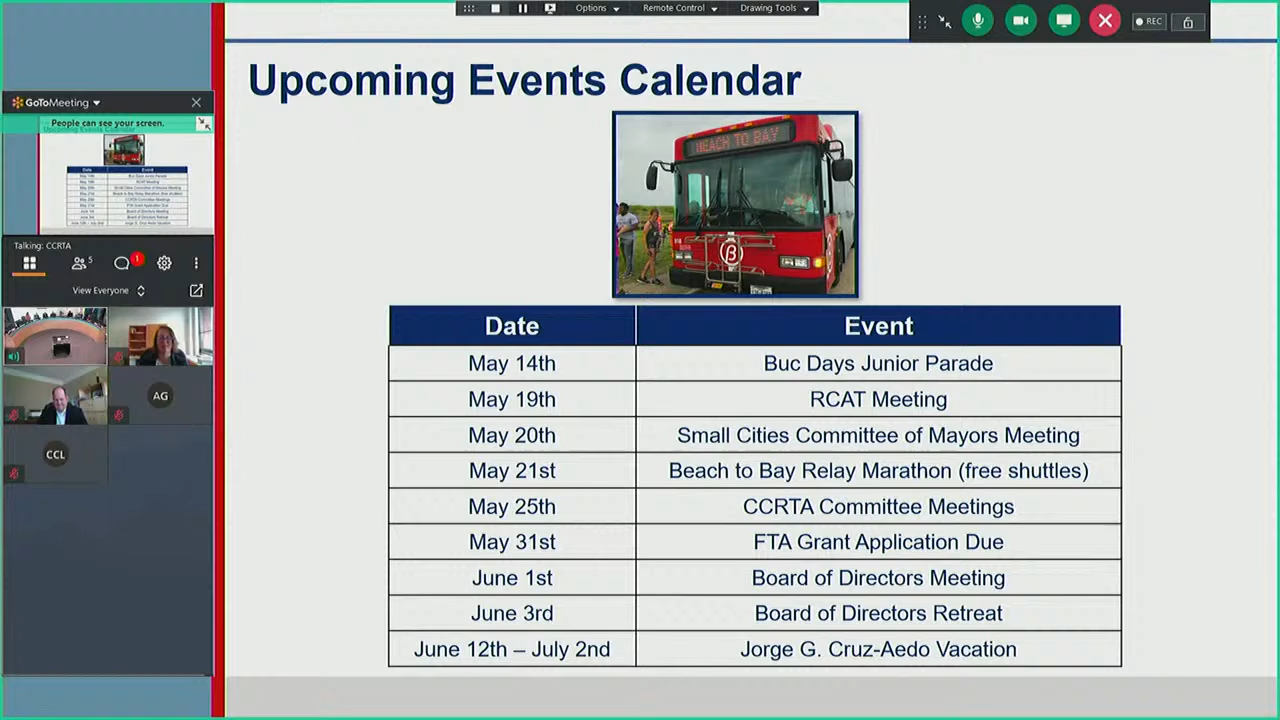 Options
Remote Control
Drawing Tools
REC
Upcoming Events Calendar
GoToMeeting
People can see your screen.
BEACH TO BAY
β
Talking: CCRTA
5
1
View Everyone
AG
CCL
Date Event
May 14th Buc Days Junior Parade
May 19th RCAT Meeting
May 20th Small Cities Committee of Mayors Meeting
May 21st Beach to Bay Relay Marathon (free shuttles)
May 25th CCRTA Committee Meetings
May 31st FTA Grant Application Due
June 1st Board of Directors Meeting
June 3rd Board of Directors Retreat
June 12th – July 2nd Jorge G. Cruz-Aedo Vacation